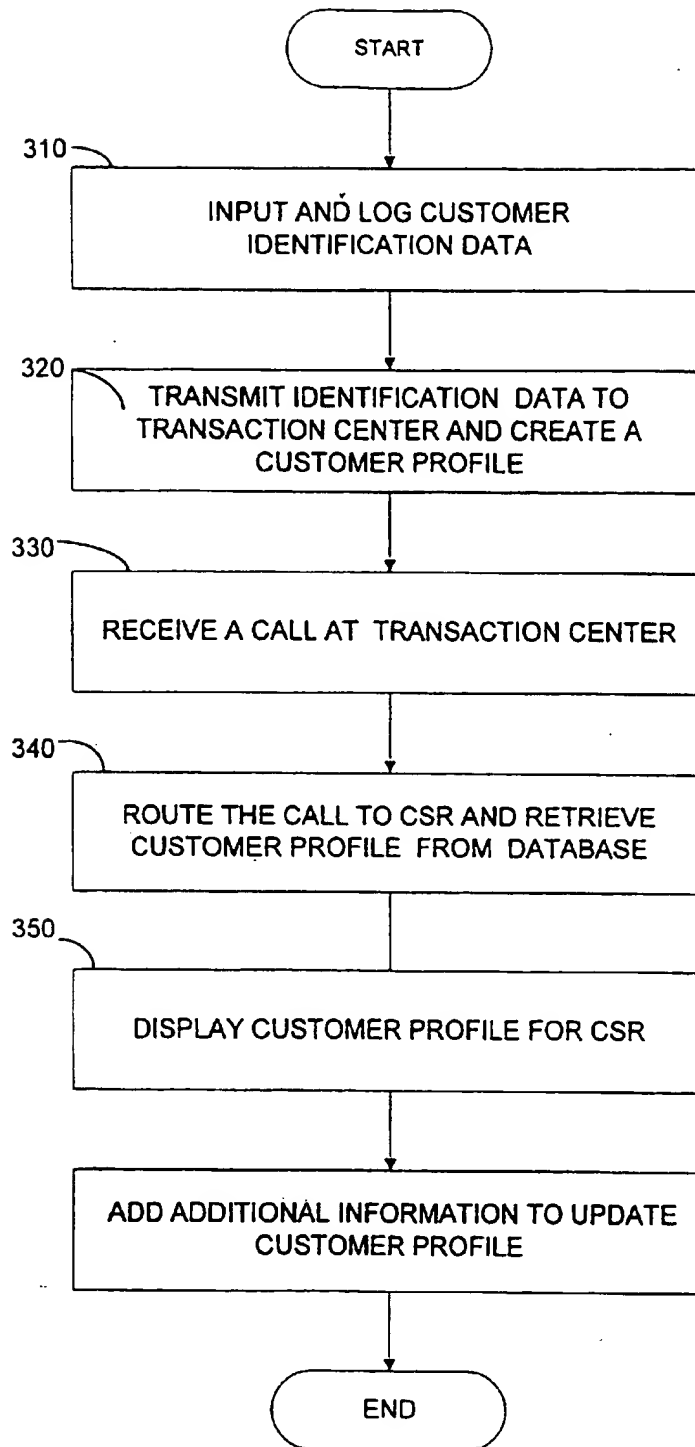 START
310
INPUT AND LOG CUSTOMER
IDENTIFICATION DATA
320
TRANSMIT IDENTIFICATION DATA TO
TRANSACTION CENTER AND CREATE A
CUSTOMER PROFILE
330
RECEIVE A CALL AT TRANSACTION CENTER
340
ROUTE THE CALL TO CSR AND RETRIEVE
CUSTOMER PROFILE FROM DATABASE
350
DISPLAY CUSTOMER PROFILE FOR CSR
ADD ADDITIONAL INFORMATION TO UPDATE
CUSTOMER PROFILE
END